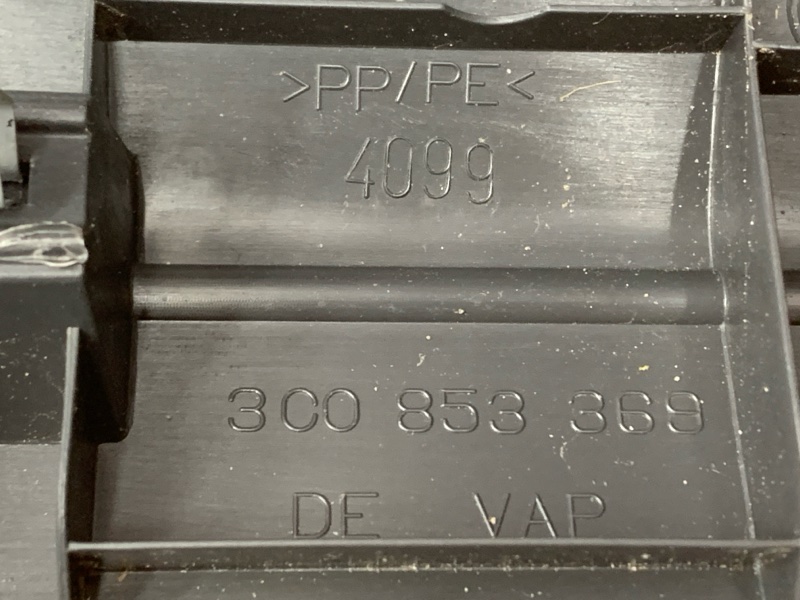 >PP/PE<
4099
3C0 853 369
DE VAP